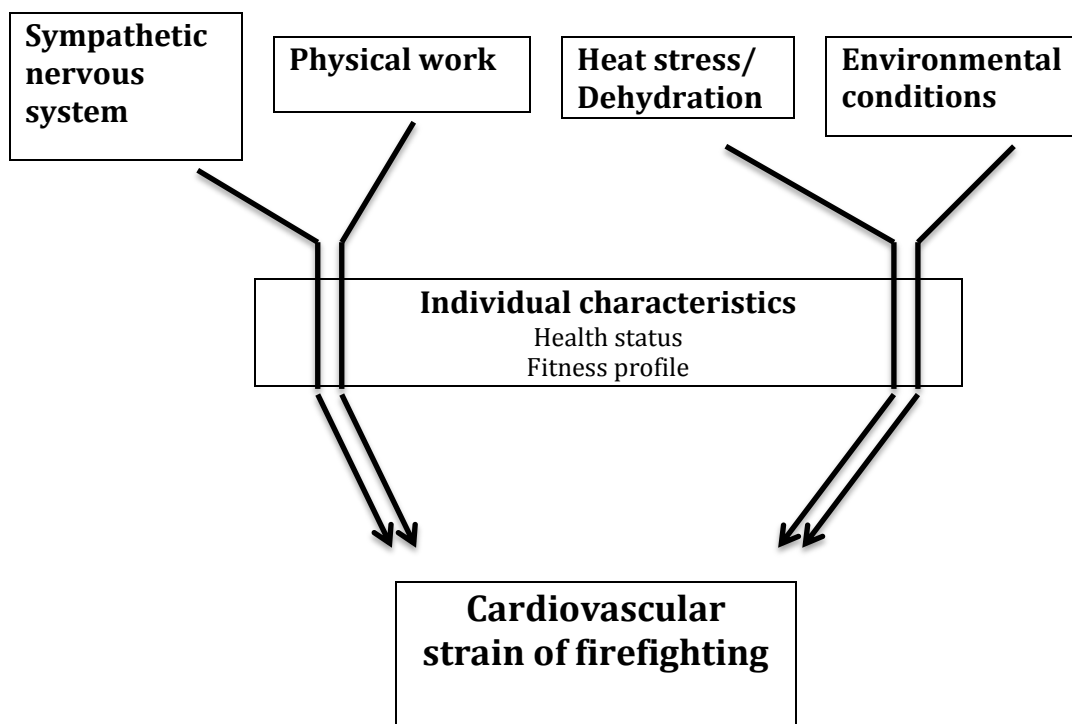 Sympathetic
nervous
system
Physical work
Heat stress/
Dehydration
Environmental
conditions
Individual characteristics
Health status
Fitness profile
Cardiovascular
strain of firefighting